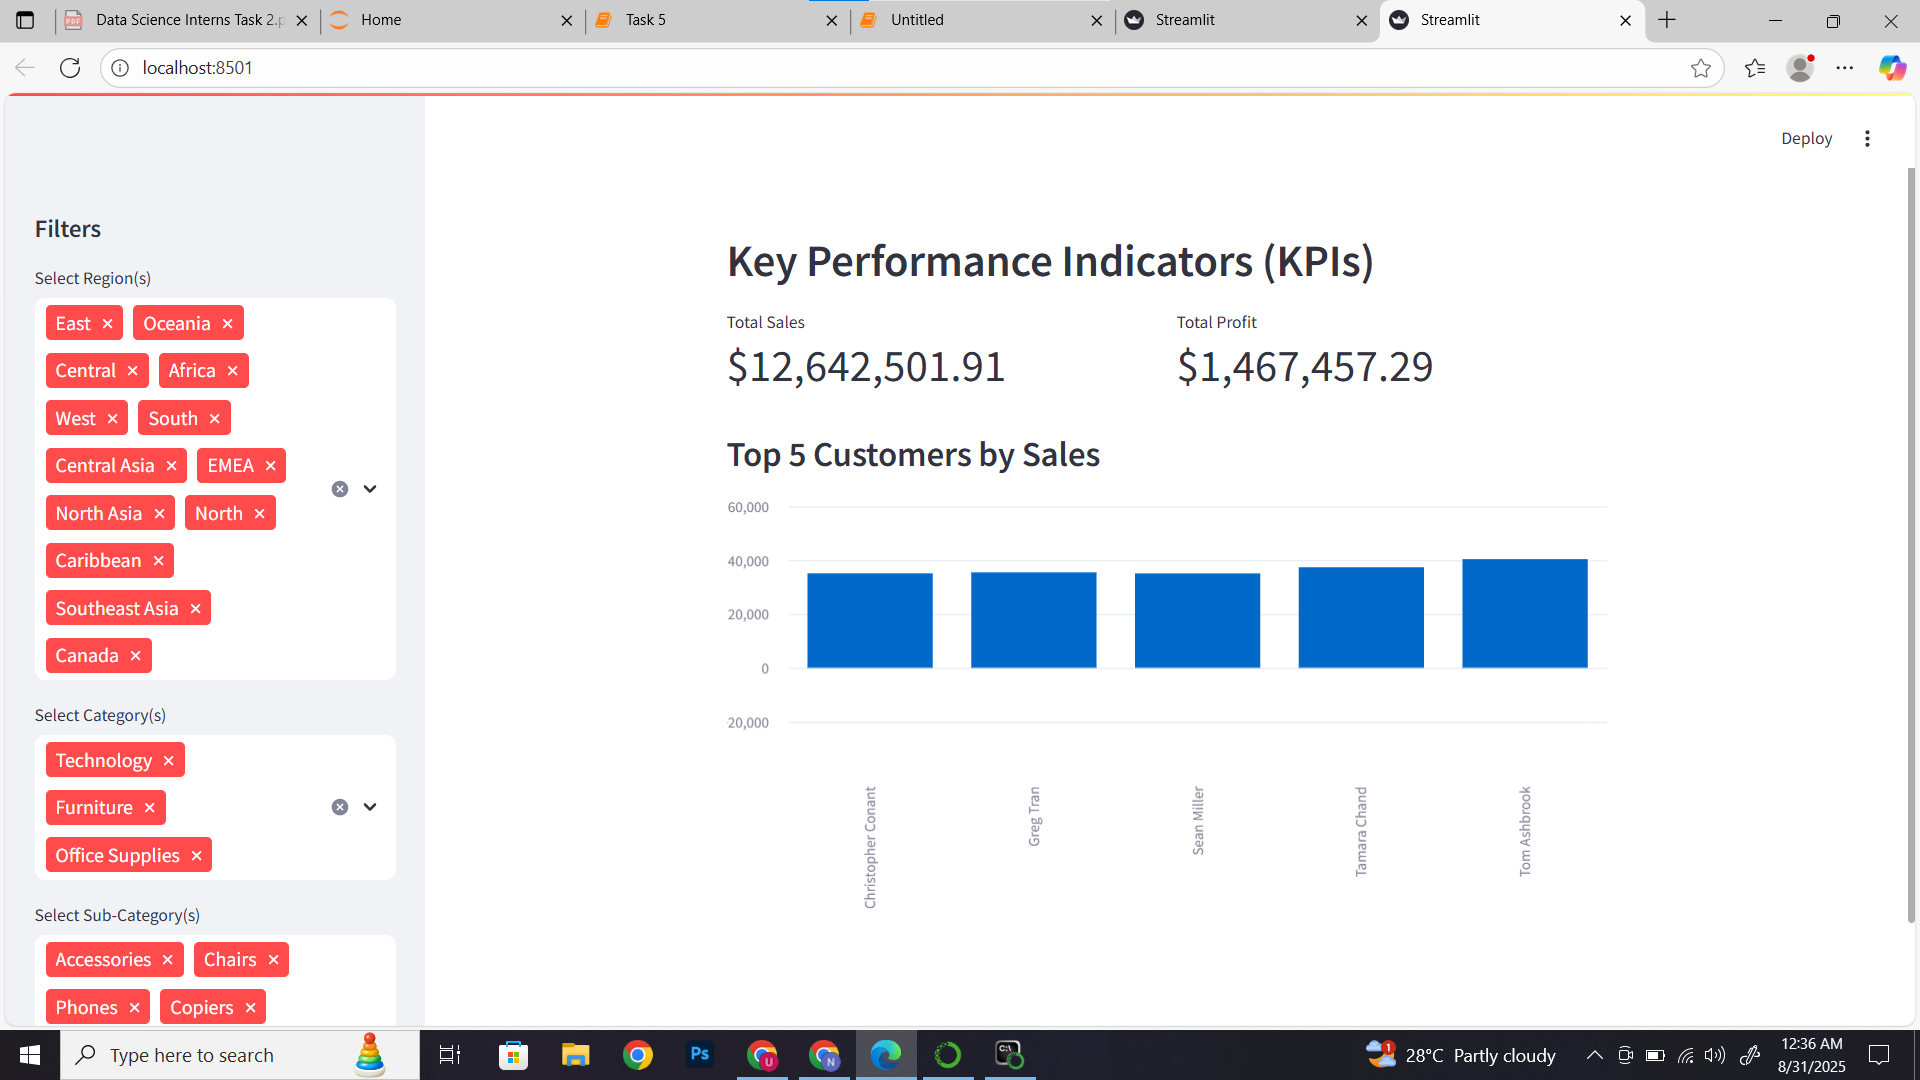 Data Science Interns Task 2.p
Home
Task 5
Untitled
Streamlit
Streamlit
localhost:8501
Deploy
Filters
Select Region(s)
East
Oceania
Central
Africa
West
South
Central Asia
EMEA
North Asia
North
Caribbean
Southeast Asia
Canada
Select Category(s)
Technology
Furniture
Office Supplies
Select Sub-Category(s)
Accessories
Chairs
Phones
Copiers
Key Performance Indicators (KPIs)
Total Sales
$12,642,501.91
Total Profit
$1,467,457.29
Top 5 Customers by Sales
60,000
40,000
20,000
0
20,000
Christopher Conant
Greg Tran
Sean Miller
Tamara Chand
Tom Ashbrook
Type here to search
Ps
U
N
C:\
1
28°C Partly cloudy
12:36 AM
8/31/2025